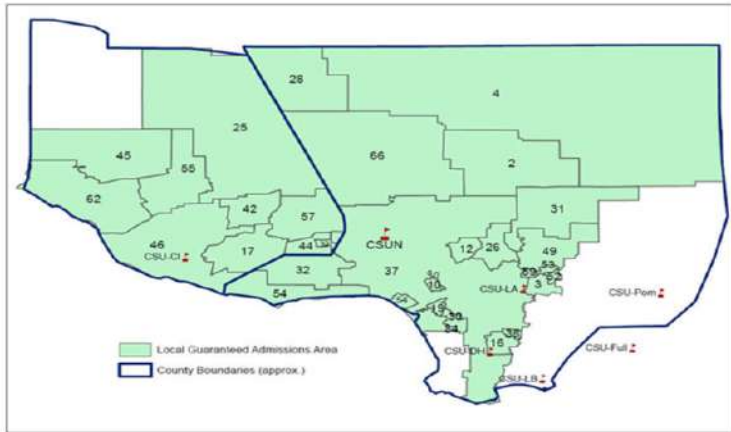 28
4
25
45
66
2
55
62
31
42
57
12
26
46
CSUN
44
49
17
53
CSU-CI
32
37
10
CSU-LA
3
CSU-Pom
54
16
CSU-DH
CSU-Full
Local Guaranteed Admissions Area
County Boundaries (approx.)
CSU-LB